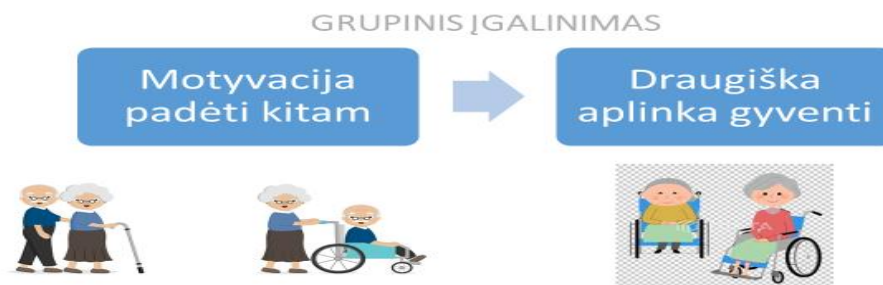 GRUPINIS ĮGALINIMAS
Motyvacija
padėti kitam
Draugiška
aplinka gyventi